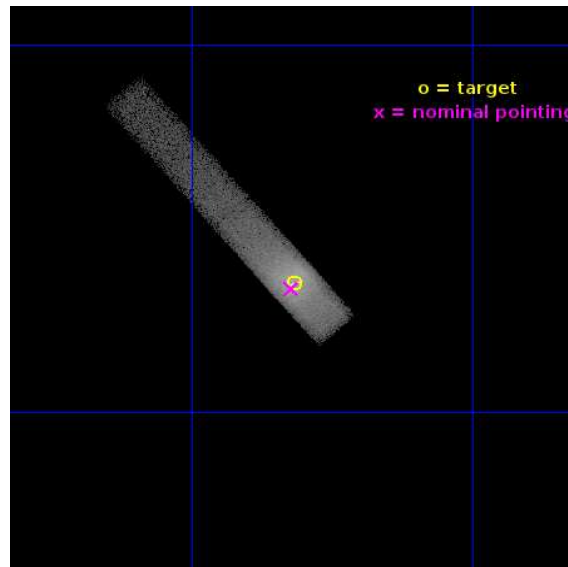 o = target
x = nominal pointing